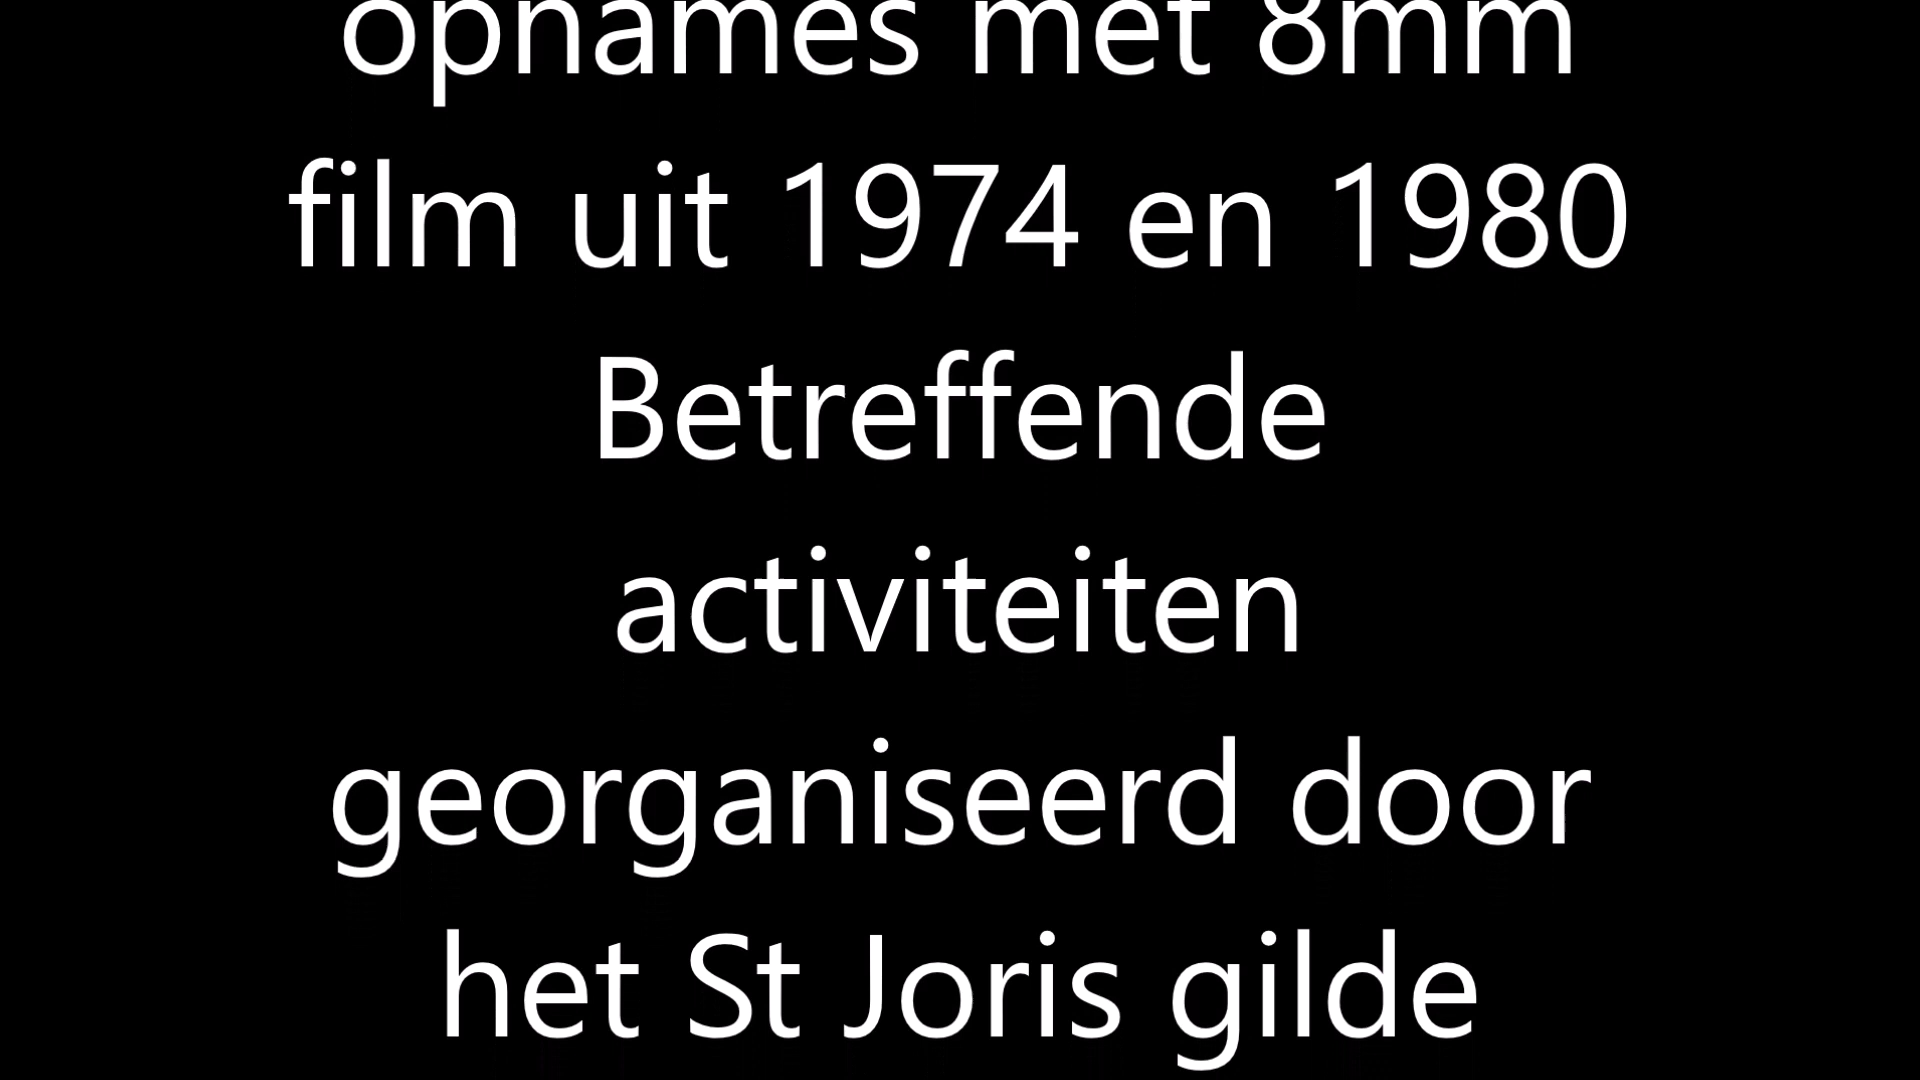 opnames met 8mm
film uit 1974 en 1980
Betreffende
activiteiten
georganiseerd door
het St Joris gilde